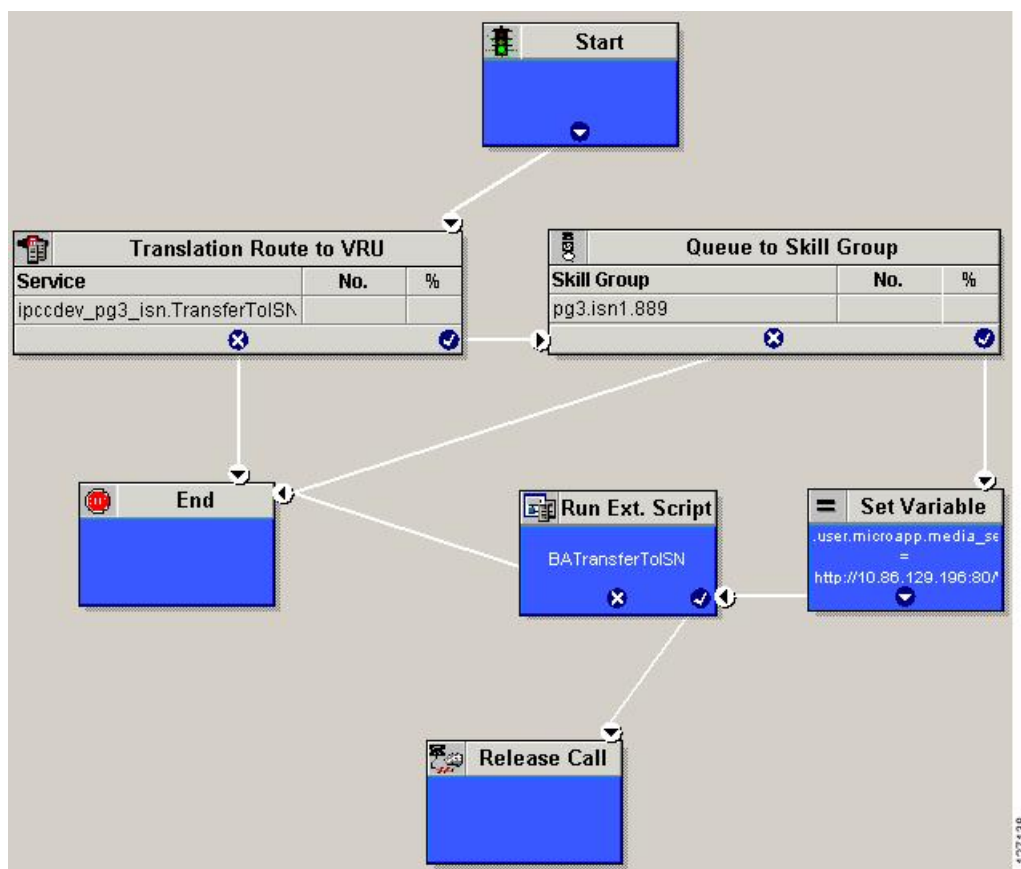 Start
Translation Route to VRU
Service No. %
ipccdev_pg3_isn.TransferToISN
Queue to Skill Group
Skill Group No. %
pg3.isn1.889
End
Run Ext. Script
BATransferToISN
Set Variable
.user.microapp.media_se
=
http://10.86.129.196:80/
Release Call